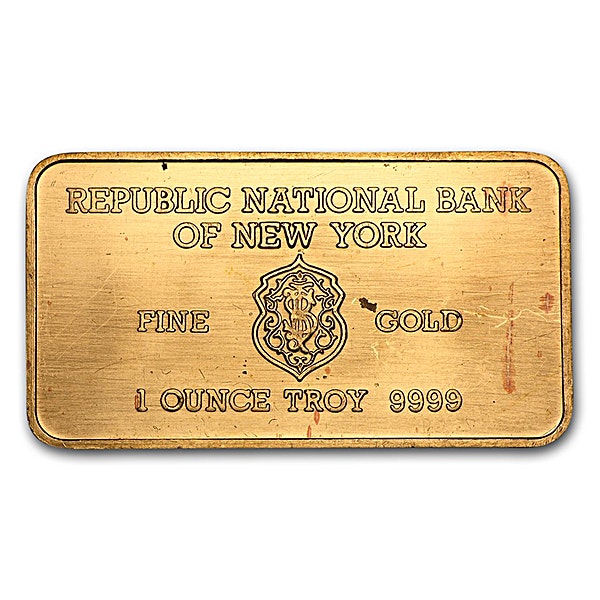 REPUBLIC NATIONAL BANK
OF NEW YORK
FINE GOLD
1 OUNCE TROY 9999